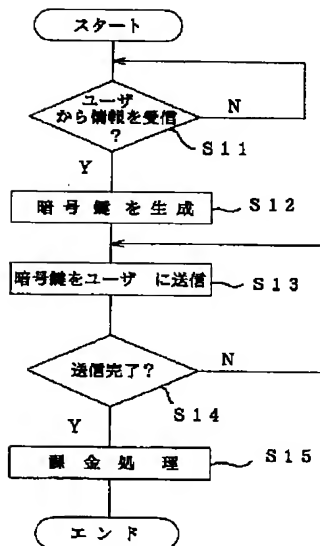 スタート
ユーザ
から情報を受信
?
N
S11
Y
暗号鍵を生成
S12
暗号鍵をユーザ に送信
S13
送信完了?
N
S14
Y
課金処理
S15
エンド